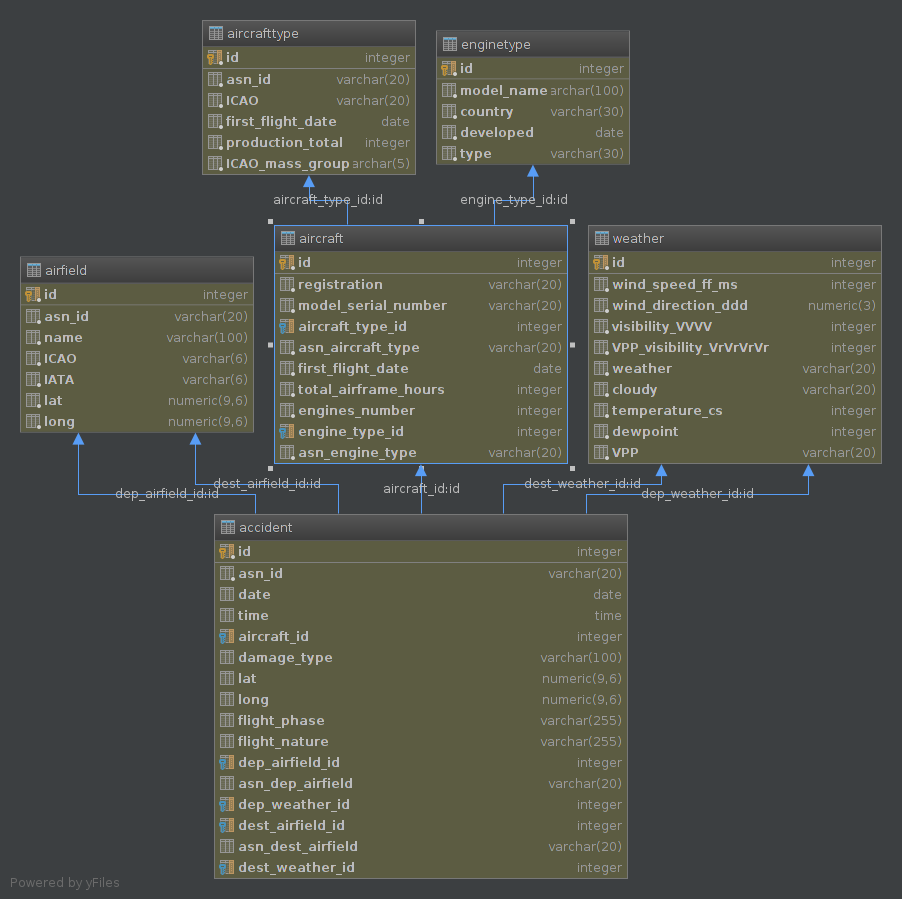 aircrafttype
id integer
asn_id varchar(20)
ICAO varchar(20)
first_flight_date date
production_total integer
ICAO_mass_group archar(5)
enginetype
id integer
model_name archar(100)
country varchar(30)
developed date
type varchar(30)
aircraft_type_id:id
engine_type_id:id
airfield
id integer
asn_id varchar(20)
name varchar(100)
ICAO varchar(6)
IATA varchar(6)
lat numeric(9,6)
long numeric(9,6)
aircraft
id integer
registration varchar(20)
model_serial_number varchar(20)
aircraft_type_id integer
asn_aircraft_type varchar(20)
first_flight_date date
total_airframe_hours integer
engines_number integer
engine_type_id integer
asn_engine_type varchar(20)
weather
id integer
wind_speed_ff_ms integer
wind_direction_ddd numeric(3)
visibility_VVVV integer
VPP_visibility_VrVrVrVr integer
weather varchar(20)
cloudy varchar(20)
temperature_cs integer
dewpoint integer
VPP varchar(20)
dep_airfield_id:id
dest_airfield_id:id
aircraft_id:id
dest_weather_id:id
dep_weather_id:id
accident
id integer
asn_id varchar(20)
date date
time time
aircraft_id integer
damage_type varchar(100)
lat numeric(9,6)
long numeric(9,6)
flight_phase varchar(255)
flight_nature varchar(255)
dep_airfield_id integer
asn_dep_airfield varchar(20)
dep_weather_id integer
dest_airfield_id integer
asn_dest_airfield varchar(20)
dest_weather_id integer
Powered by yFiles